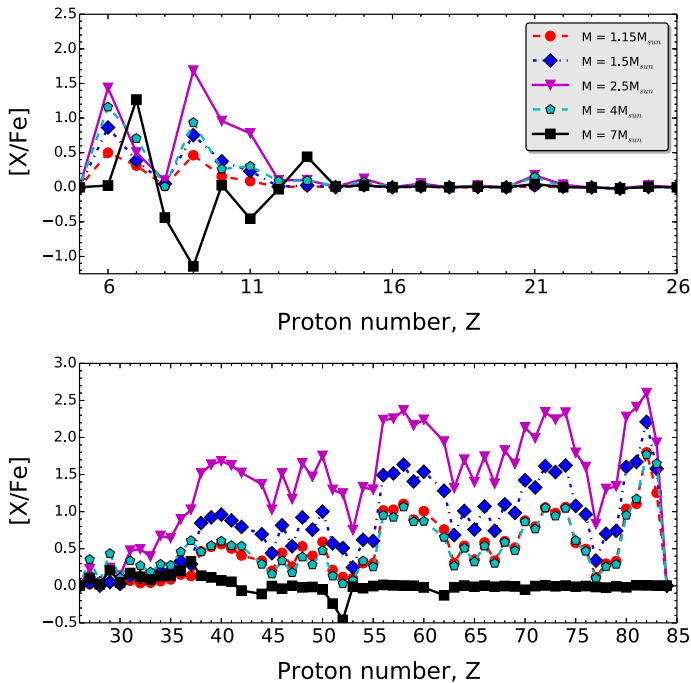 2.5
2.0
1.5
1.0
0.5
0.0
−0.5
−1.0
[X/Fe]
M = 1.15M_sun
M = 1.5M_sun
M = 2.5M_sun
M = 4M_sun
M = 7M_sun
6 11 16 21 26
Proton number, Z
3.0
2.5
2.0
1.5
1.0
0.5
0.0
−0.5
[X/Fe]
30 35 40 45 50 55 60 65 70 75 80 85
Proton number, Z